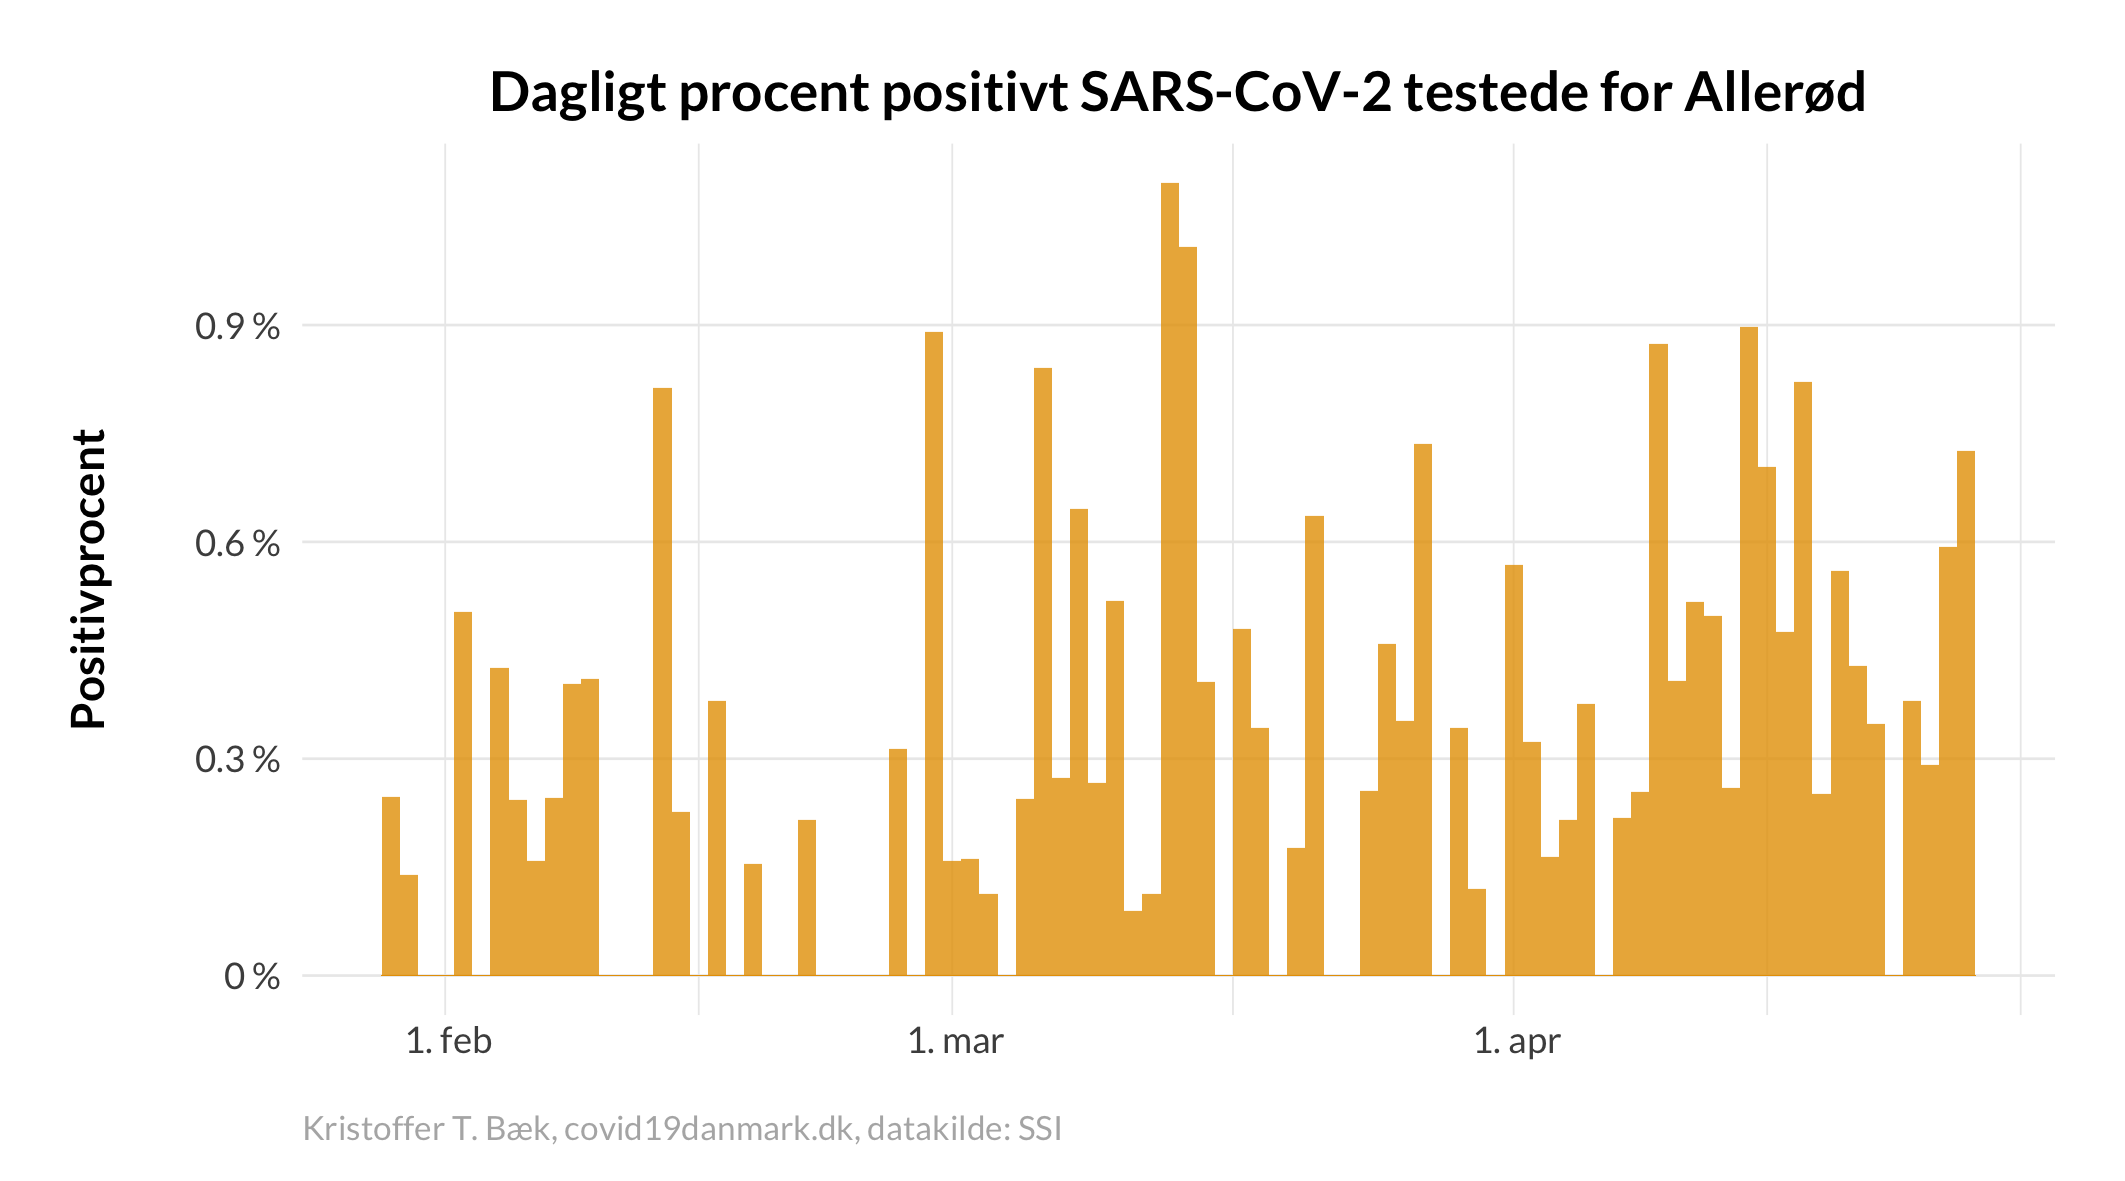 Dagligt procent positivt SARS-CoV-2 testede for Allerød
Positivprocent
0.9 %
0.6 %
0.3 %
0 %
1. feb
1. mar
1. apr
Kristoffer T. Bæk, covid19danmark.dk, datakilde: SSI